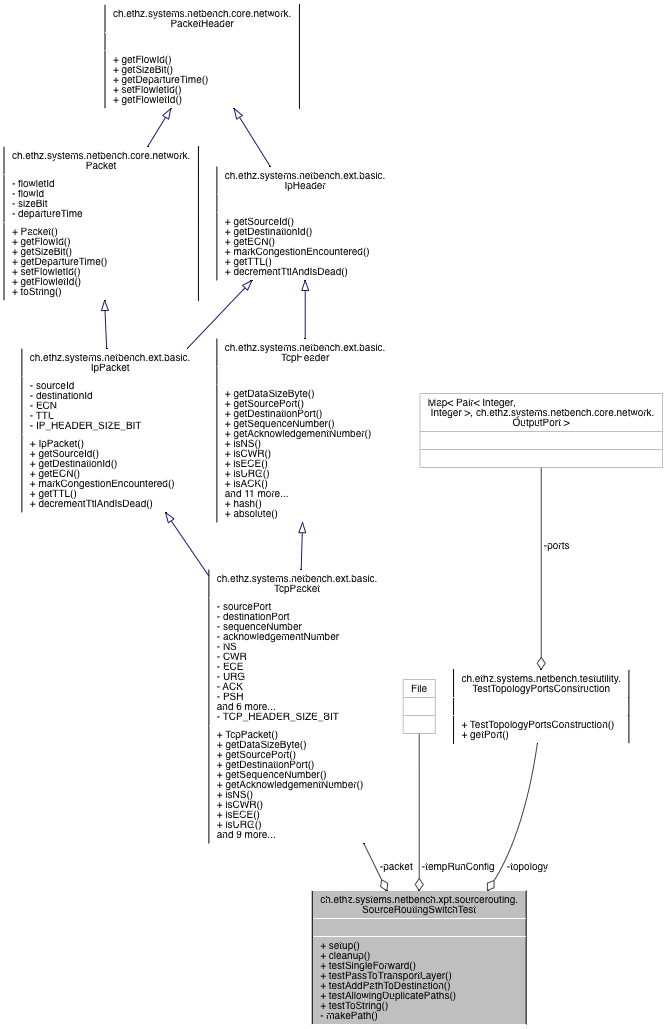 ch.ethz.systems.netbench.core.network.
PacketHeader
+ getFlowId()
+ getSizeBit()
+ getDepartureTime()
+ setFlowletId()
+ getFlowletId()
ch.ethz.systems.netbench.core.network.
Packet
- flowletId
- flowId
- sizeBit
- departureTime
+ Packet()
+ getFlowId()
+ getSizeBit()
+ getDepartureTime()
+ setFlowletId()
+ getFlowletId()
+ toString()
ch.ethz.systems.netbench.ext.basic.
IpHeader
+ getSourceId()
+ getDestinationId()
+ getECN()
+ markCongestionEncountered()
+ getTTL()
+ decrementTtlAndIsDead()
ch.ethz.systems.netbench.ext.basic.
IpPacket
- sourceId
- destinationId
- ECN
- TTL
- IP_HEADER_SIZE_BIT
+ IpPacket()
+ getSourceId()
+ getDestinationId()
+ getECN()
+ markCongestionEncountered()
+ getTTL()
+ decrementTtlAndIsDead()
ch.ethz.systems.netbench.ext.basic.
TcpHeader
+ getDataSizeByte()
+ getSourcePort()
+ getDestinationPort()
+ getSequenceNumber()
+ getAcknowledgementNumber()
+ isNS()
+ isCWR()
+ isECE()
+ isURG()
+ isACK()
and 11 more...
+ hash()
+ absolute()
Map< Pair< Integer,
Integer >, ch.ethz.systems.netbench.core.network.
OutputPort >
-ports
ch.ethz.systems.netbench.ext.basic.
TcpPacket
- sourcePort
- destinationPort
- sequenceNumber
- acknowledgementNumber
- NS
- CWR
- ECE
- URG
- ACK
- PSH
and 6 more...
- TCP_HEADER_SIZE_BIT
+ TcpPacket()
+ getDataSizeByte()
+ getSourcePort()
+ getDestinationPort()
+ getSequenceNumber()
+ getAcknowledgementNumber()
+ isNS()
+ isCWR()
+ isECE()
+ isURG()
and 9 more...
File
ch.ethz.systems.netbench.testutility.
TestTopologyPortsConstruction
+ TestTopologyPortsConstruction()
+ getPort()
-packet
-tempRunConfig
-topology
ch.ethz.systems.netbench.xpt.sourcerouting.
SourceRoutingSwitchTest
+ setup()
+ cleanup()
+ testSingleForward()
+ testPassToTransportLayer()
+ testAddPathToDestination()
+ testAllowingDuplicatePaths()
+ testToString()
- makePath()